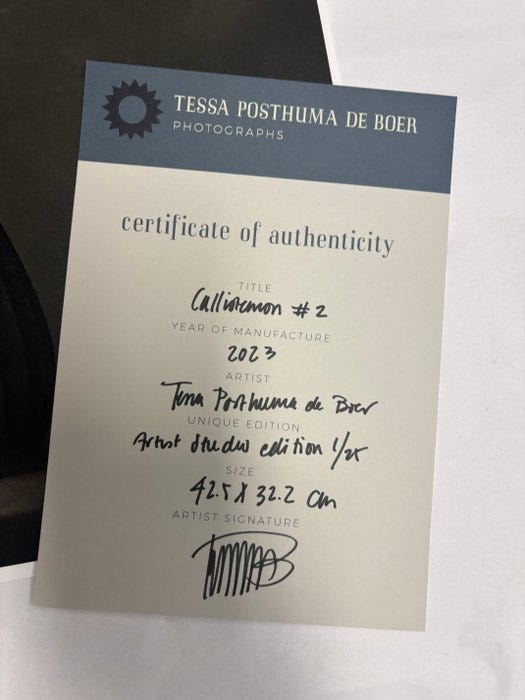 TESSA POSTHUMA DE BOER
PHOTOGRAPHS
certificate of authenticity
TITLE
Callistemon #2
YEAR OF MANUFACTURE
2023
ARTIST
Tessa Posthuma de Boer
UNIQUE EDITION
Artist Studio edition 1/25
SIZE
42.5 X 32.2 cm
ARTIST SIGNATURE